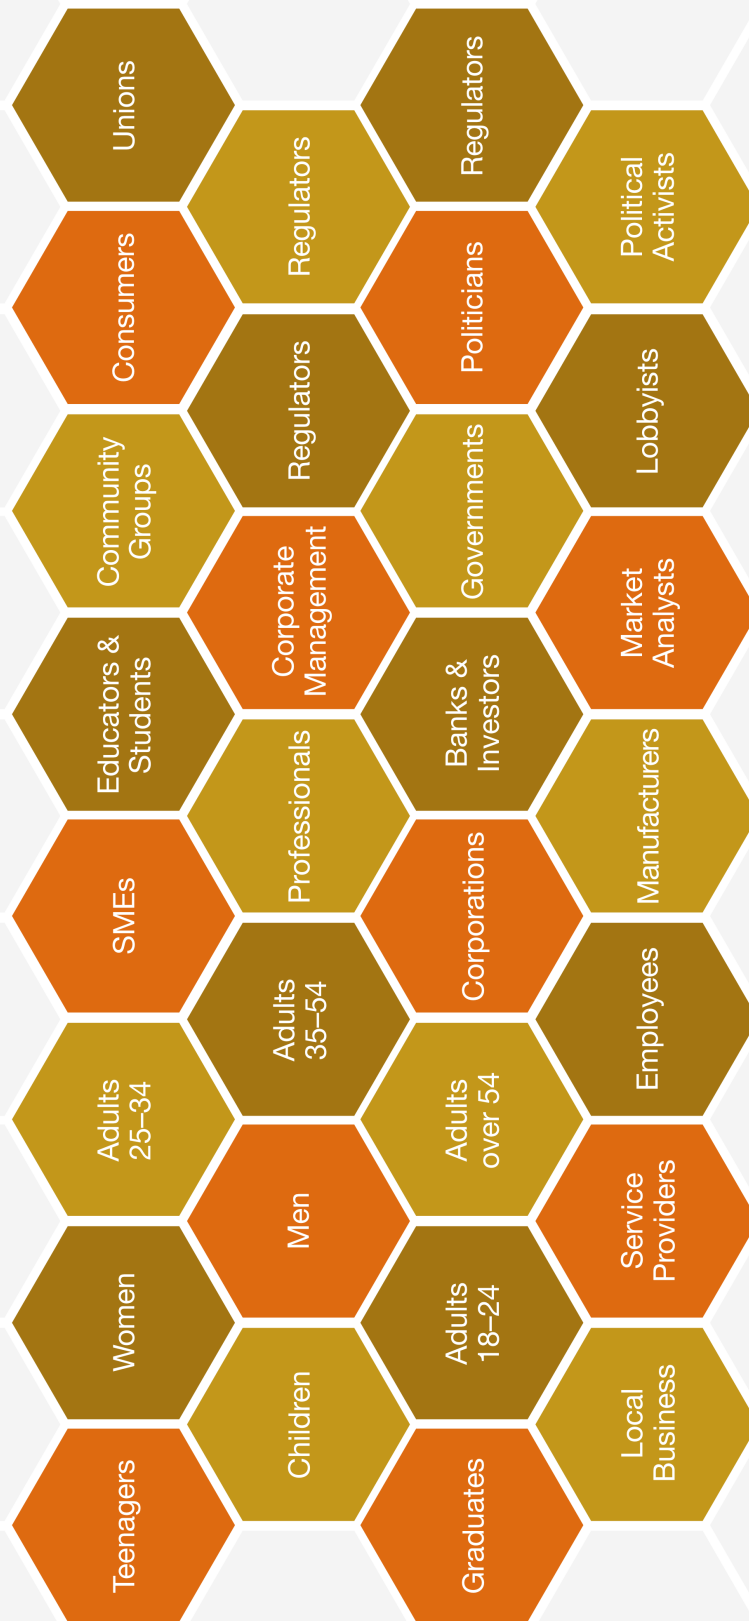 Unions
Consumers
Community
Groups
Educators &
Students
SMEs
Adults
25–34
Women
Teenagers
Regulators
Regulators
Corporate
Management
Professionals
Adults
35–54
Men
Children
Regulators
Politicians
Governments
Banks &
Investors
Corporations
Adults
over 54
Adults
18–24
Graduates
Political
Activists
Lobbyists
Market
Analysts
Manufacturers
Employees
Service
Providers
Local
Business